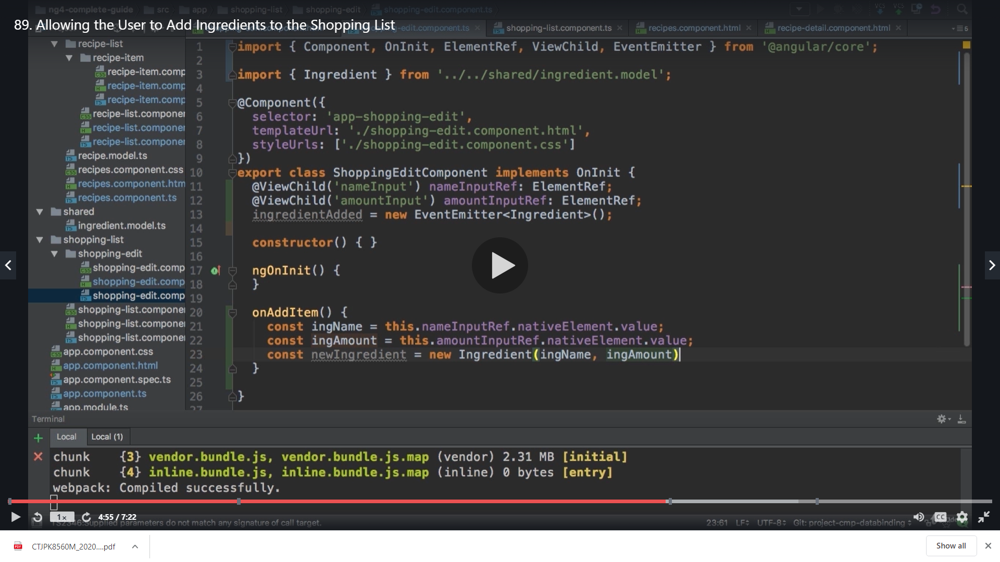 ng4-complete-guide src app shopping-list shopping-edit shopping-edit.component.ts
89. Allowing the User to Add Ingredients to the Shopping List
shopping-list.component.ts
recipes.component.html
recipe-detail.component.html
5
recipe-list
recipe-item
recipe-item.comp
recipe-item.comp
recipe-item.comp
recipe-list.componer
recipe-list.componer
recipe-list.componer
recipe.model.ts
recipes.component.css
recipes.component.htm
recipes.component.ts
shared
ingredient.model.ts
shopping-list
shopping-edit
shopping-edit.comp
shopping-edit.comp
shopping-edit.comp
shopping-list.componer
shopping-list.componer
shopping-list.componer
app.component.css
app.component.html
app.component.spec.ts
app.component.ts
app.module.ts
1 import { Component, OnInit, ElementRef, ViewChild, EventEmitter } from '@angular/core';
2
3 import { Ingredient } from '../../shared/ingredient.model';
4
5 @Component({
6 selector: 'app-shopping-edit',
7 templateUrl: './shopping-edit.component.html',
8 styleUrls: ['./shopping-edit.component.css']
9 })
10 export class ShoppingEditComponent implements OnInit {
11 @ViewChild('nameInput') nameInputRef: ElementRef;
12 @ViewChild('amountInput') amountInputRef: ElementRef;
13 ingredientAdded = new EventEmitter<Ingredient>();
14
15 constructor() { }
16
17 ngOnInit() {
18 }
19
20 onAddItem() {
21 const ingName = this.nameInputRef.nativeElement.value;
22 const ingAmount = this.amountInputRef.nativeElement.value;
23 const newIngredient = new Ingredient(ingName, ingAmount)
24 }
25
26 }
27
Terminal
Local Local (1)
chunk {3} vendor.bundle.js, vendor.bundle.js.map (vendor) 2.31 MB [initial]
chunk {4} inline.bundle.js, inline.bundle.js.map (inline) 0 bytes [entry]
webpack: Compiled successfully.
1x 4:55 / 7:22 CC
TS2346:Supplied parameters do not match any signature of call target.
23:61 LF UTF-8 Git: project-cmp-databinding
CTJPK8560M_2020....pdf
Show all